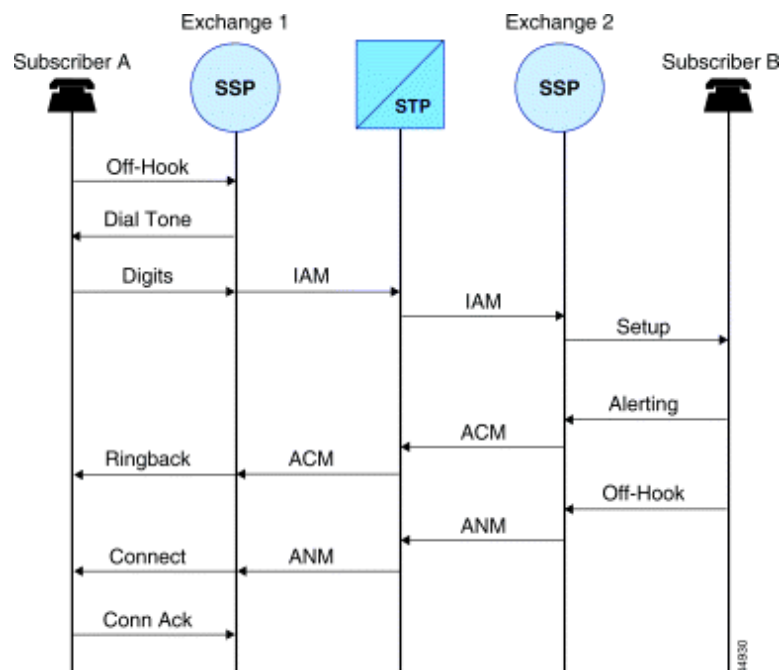 Exchange 1
Exchange 2
Subscriber A
SSP
STP
SSP
Subscriber B
Off-Hook
Dial Tone
Digits
IAM
IAM
Setup
Alerting
ACM
Ringback
ACM
Off-Hook
ANM
Connect
ANM
Conn Ack